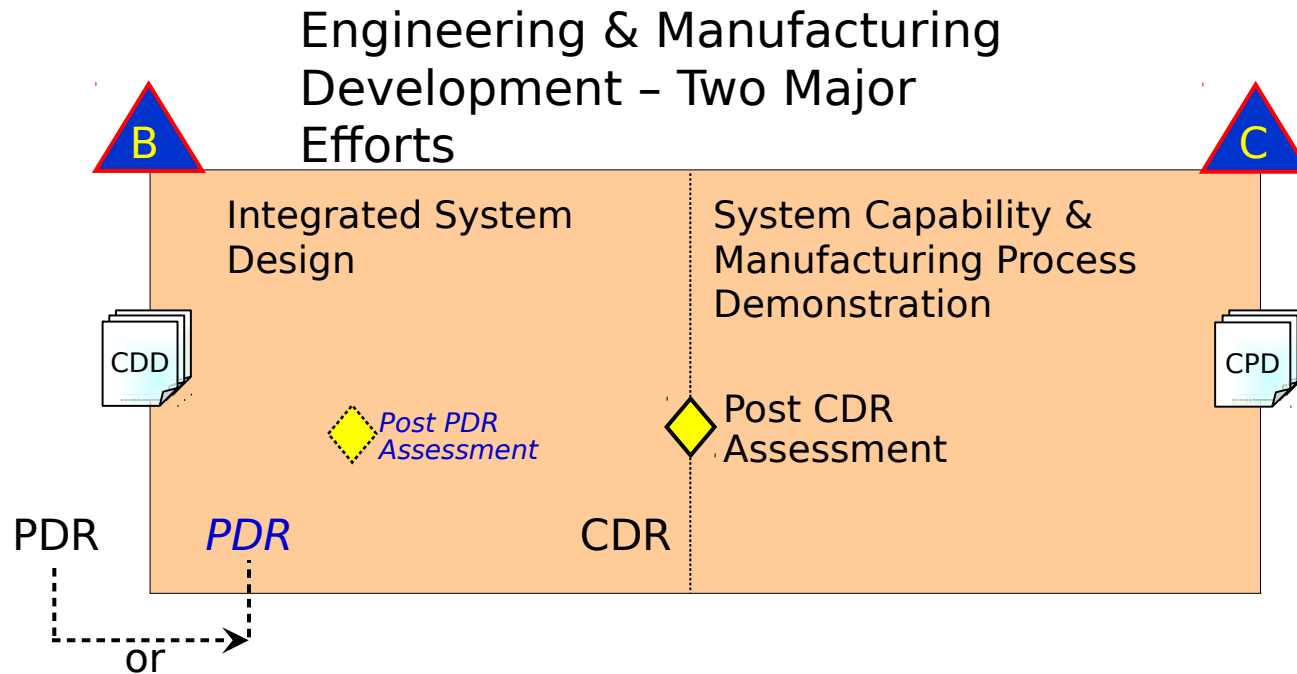 Engineering & Manufacturing
Development – Two Major
Efforts
B
C
Integrated System
Design
System Capability &
Manufacturing Process
Demonstration
CDD
CPD
Post PDR
Assessment
Post CDR
Assessment
PDR
PDR
CDR
or